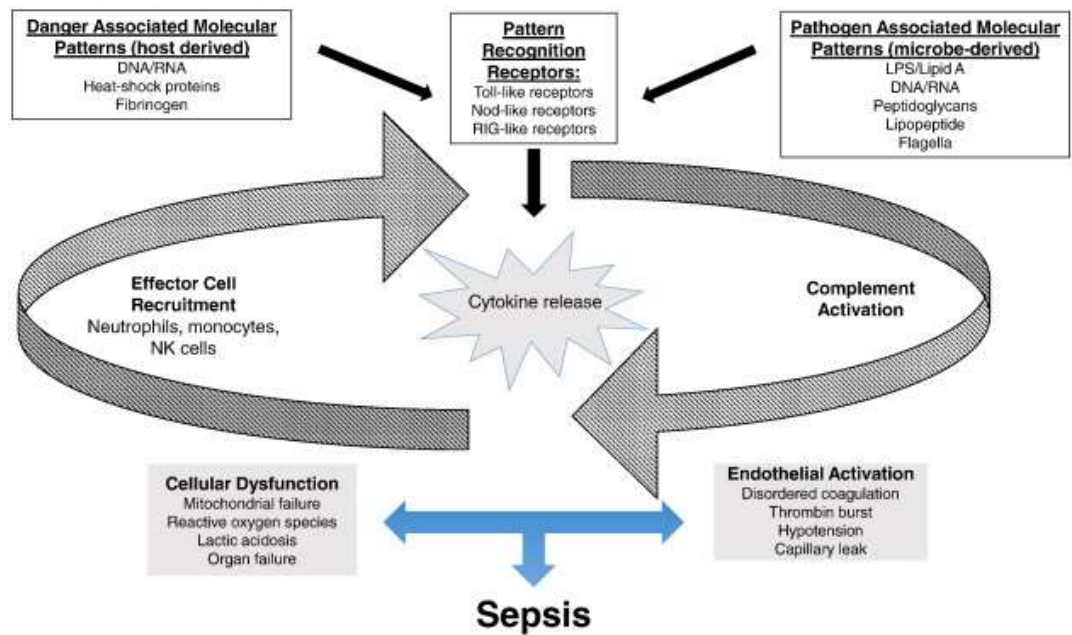 Danger Associated Molecular
Patterns (host derived)
DNA/RNA
Heat-shock proteins
Fibrinogen
Pattern
Recognition
Receptors:
Toll-like receptors
Nod-like receptors
RIG-like receptors
Pathogen Associated Molecular
Patterns (microbe-derived)
LPS/Lipid A
DNA/RNA
Peptidoglycans
Lipopeptide
Flagella
Effector Cell
Recruitment
Neutrophils, monocytes,
NK cells
Cytokine release
Complement
Activation
Cellular Dysfunction
Mitochondrial failure
Reactive oxygen species
Lactic acidosis
Organ failure
Endothelial Activation
Disordered coagulation
Thrombin burst
Hypotension
Capillary leak
Sepsis